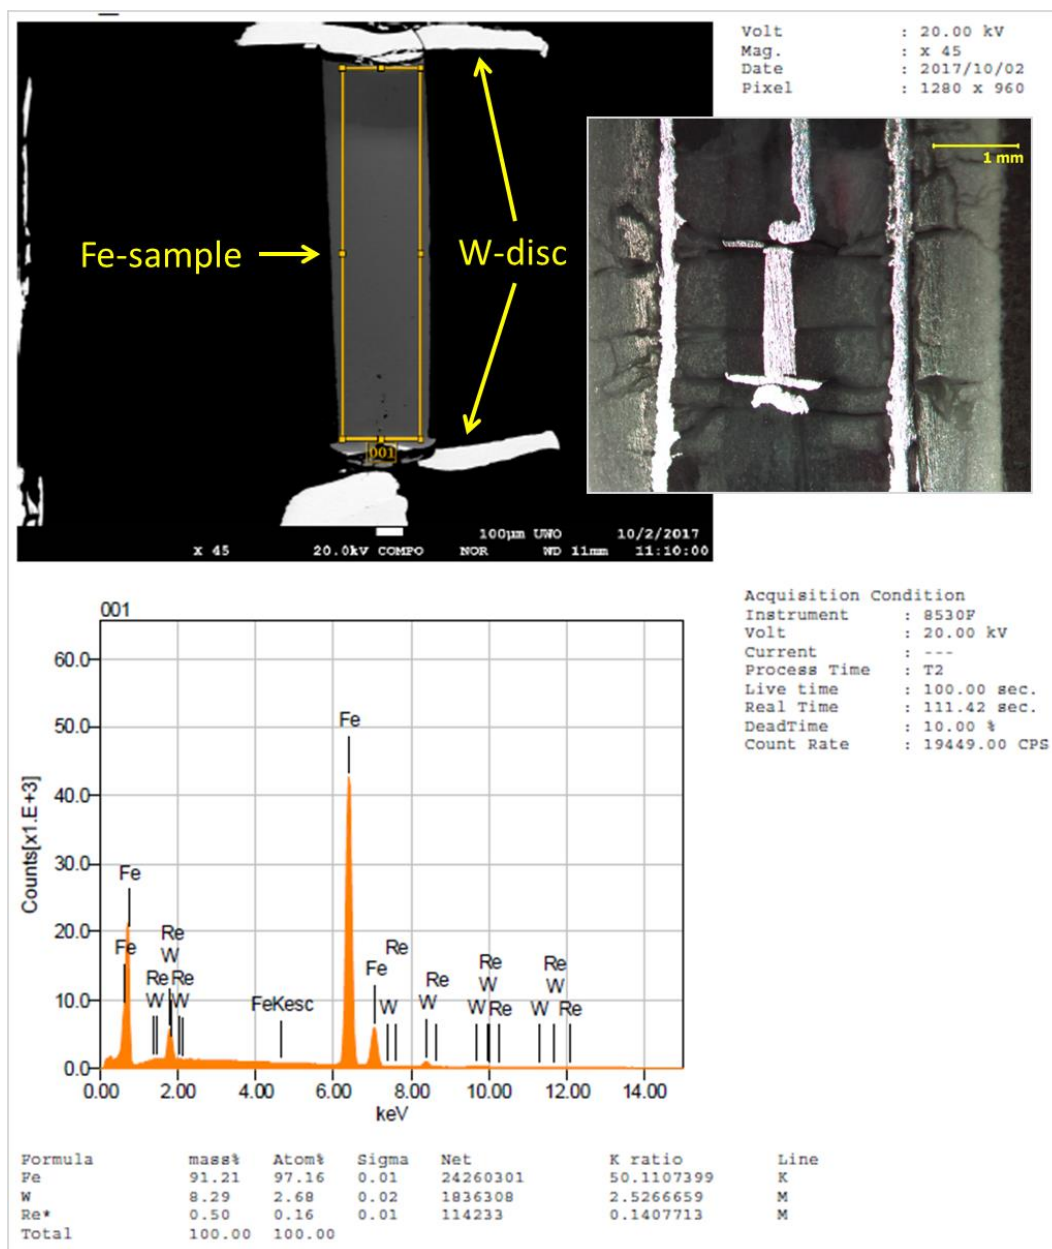 Volt : 20.00 kV
Mag. : x 45
Date : 2017/10/02
Pixel : 1280 x 960
1 mm
Fe-sample
W-disc
001
100µm UWO 10/2/2017
x 45 20.0kV COMPO NOR WD 11mm 11:10:00
Acquisition Condition
Instrument : 8530F
Volt : 20.00 kV
Current : ---
Process Time : T2
Live time : 100.00 sec.
Real Time : 111.42 sec.
DeadTime : 10.00 %
Count Rate : 19449.00 CPS
001
Counts[x1.E+3]
60.0
50.0
40.0
30.0
20.0
10.0
0.0
Fe
Fe
Fe
Re
W
Re
W
Re
W
FeKesc
Fe
Re
W
Re
W
Re
W
W
Re
Re
W
W
Re
0.00 2.00 4.00 6.00 8.00 10.00 12.00 14.00
keV
Formula mass% Atom% Sigma Net K ratio Line
Fe 91.21 97.16 0.01 24260301 50.1107399 K
W 8.29 2.68 0.02 1836308 2.5266659 M
Re* 0.50 0.16 0.01 114233 0.1407713 M
Total 100.00 100.00